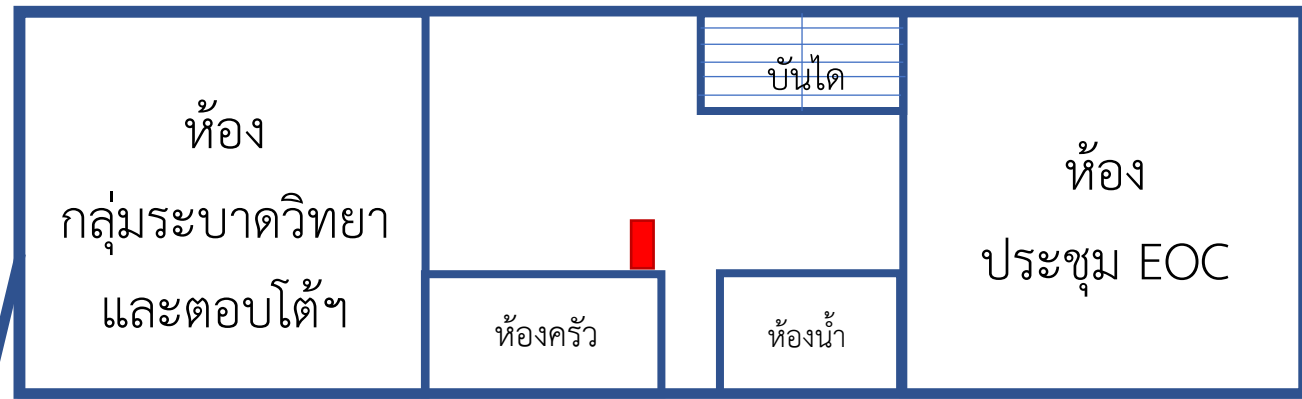 ห้อง
กลุ่มระบาดวิทยา
และตอบโต้ฯ
บันได
ห้อง
ประชุม EOC
ห้องครัว
ห้องน้ำ